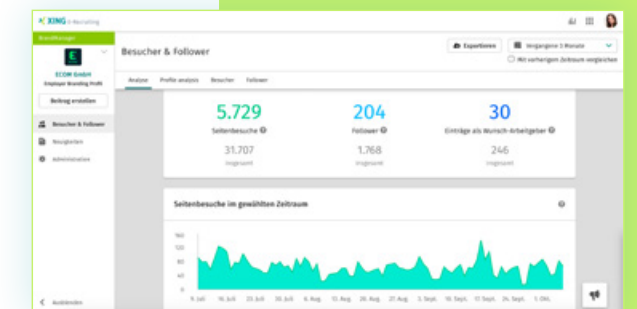 XING E-Recruiting
BrandManager
ECOM GmbH
Employer Branding Profil
Beitrag erstellen
Besucher & Follower
Neuigkeiten
Administration
Ausblenden
Besucher & Follower
Exportieren
Vergangene 3 Monate
Mit vorherigem Zeitraum vergleichen
Analyse
Profile analysis
Besucher
Follower
5.729
204
30
Seitenbesuche
Follower
Einträge als Wunsch-Arbeitgeber
31.707
1.768
246
insgesamt
insgesamt
insgesamt
Seitenbesuche im gewählten Zeitraum
160
120
80
40
0
9. Juli
16. Juli
23. Juli
30. Juli
6. Aug
13. Aug.
20. Aug.
27. Aug.
3. Sept.
10. Sept.
17. Sept.
24. Sept.
1. Okt.